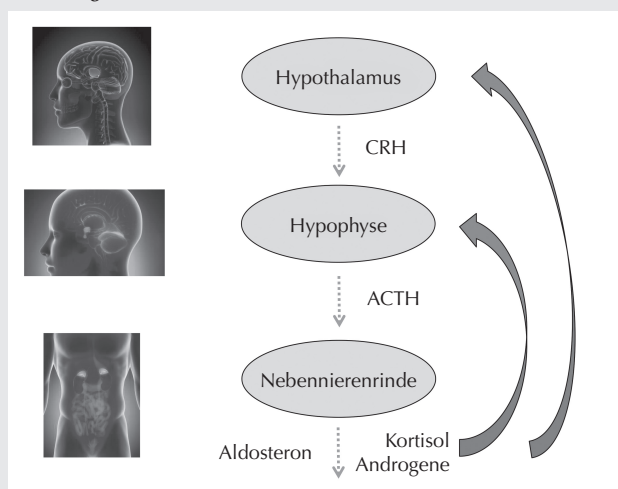 Hypothalamus
CRH
Hypophyse
ACTH
Nebennierenrinde
Aldosteron
Kortisol
Androgene